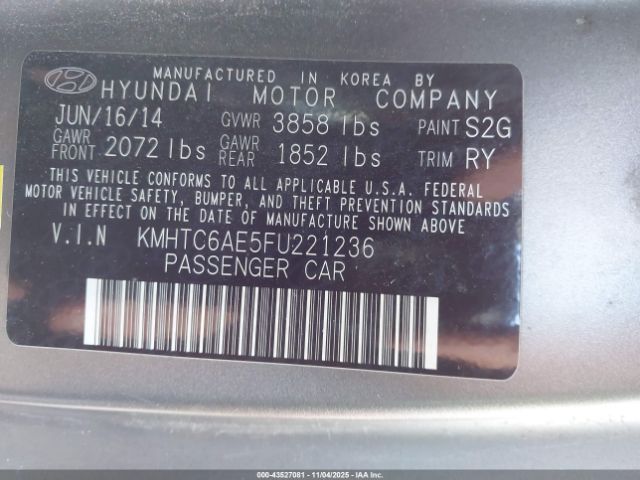 MANUFACTURED IN KOREA BY
HYUNDAI MOTOR COMPANY
JUN/16/14 GVWR 3858 lbs PAINT S2G
GAWR FRONT 2072 lbs GAWR REAR 1852 lbs TRIM RY
THIS VEHICLE CONFORMS TO ALL APPLICABLE U.S.A. FEDERAL
MOTOR VEHICLE SAFETY, BUMPER, AND THEFT PREVENTION STANDARDS
IN EFFECT ON THE DATE OF MANUFACTURE SHOWN ABOVE
V.I.N KMHTC6AE5FU221236
PASSENGER CAR
000-43527081 - 11/04/2025 - IAAI.COM